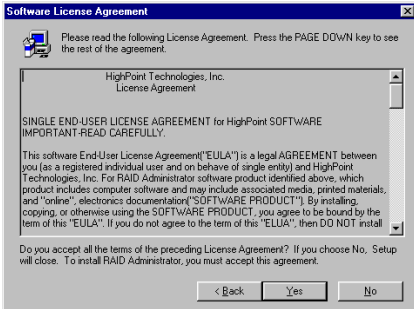 Software License Agreement
Please read the following License Agreement. Press the PAGE DOWN key to see
the rest of the agreement.
HighPoint Technologies, Inc.
License Agreement
SINGLE END-USER LICENSE AGREEMENT for HighPoint SOFTWARE
IMPORTANT-READ CAREFULLY.
This software End-User License Agreement("EULA") is a legal AGREEMENT between
you (as a registered individual user and on behave of single entity) and HighPoint
Technologies, Inc. For RAID Administrator software product identified above, which
product includes computer software and may include associated media, printed materials,
and "online", electronics documentation("SOFTWARE PRODUCT"). By installing,
copying, or otherwise using the SOFTWARE PRODUCT, you agree to be bound by the
term of this "EULA". If you do not agree to the term of this "ELUA", then DO NOT install
Do you accept all the terms of the preceding License Agreement? If you choose No, Setup
will close. To install RAID Administrator, you must accept this agreement.
< Back Yes No